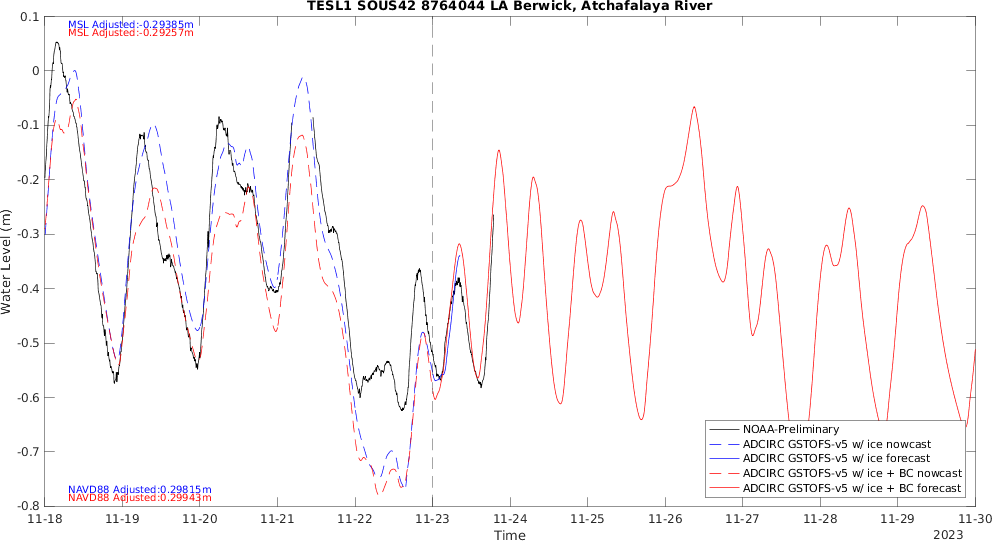 TESL1 SOUS42 8764044 LA Berwick, Atchafalaya River
MSL Adjusted:-0.29385m
MSL Adjusted:-0.29257m
0.1
0
-0.1
-0.2
-0.3
-0.4
-0.5
-0.6
-0.7
-0.8
Water Level (m)
NAVD88 Adjusted:0.29815m
NAVD88 Adjusted:0.29943m
NOAA-Preliminary
ADCIRC GSTOFS-v5 w/ ice nowcast
ADCIRC GSTOFS-v5 w/ ice forecast
ADCIRC GSTOFS-v5 w/ ice + BC nowcast
ADCIRC GSTOFS-v5 w/ ice + BC forecast
11-18 11-19 11-20 11-21 11-22 11-23 11-24 11-25 11-26 11-27 11-28 11-29 11-30
Time
2023